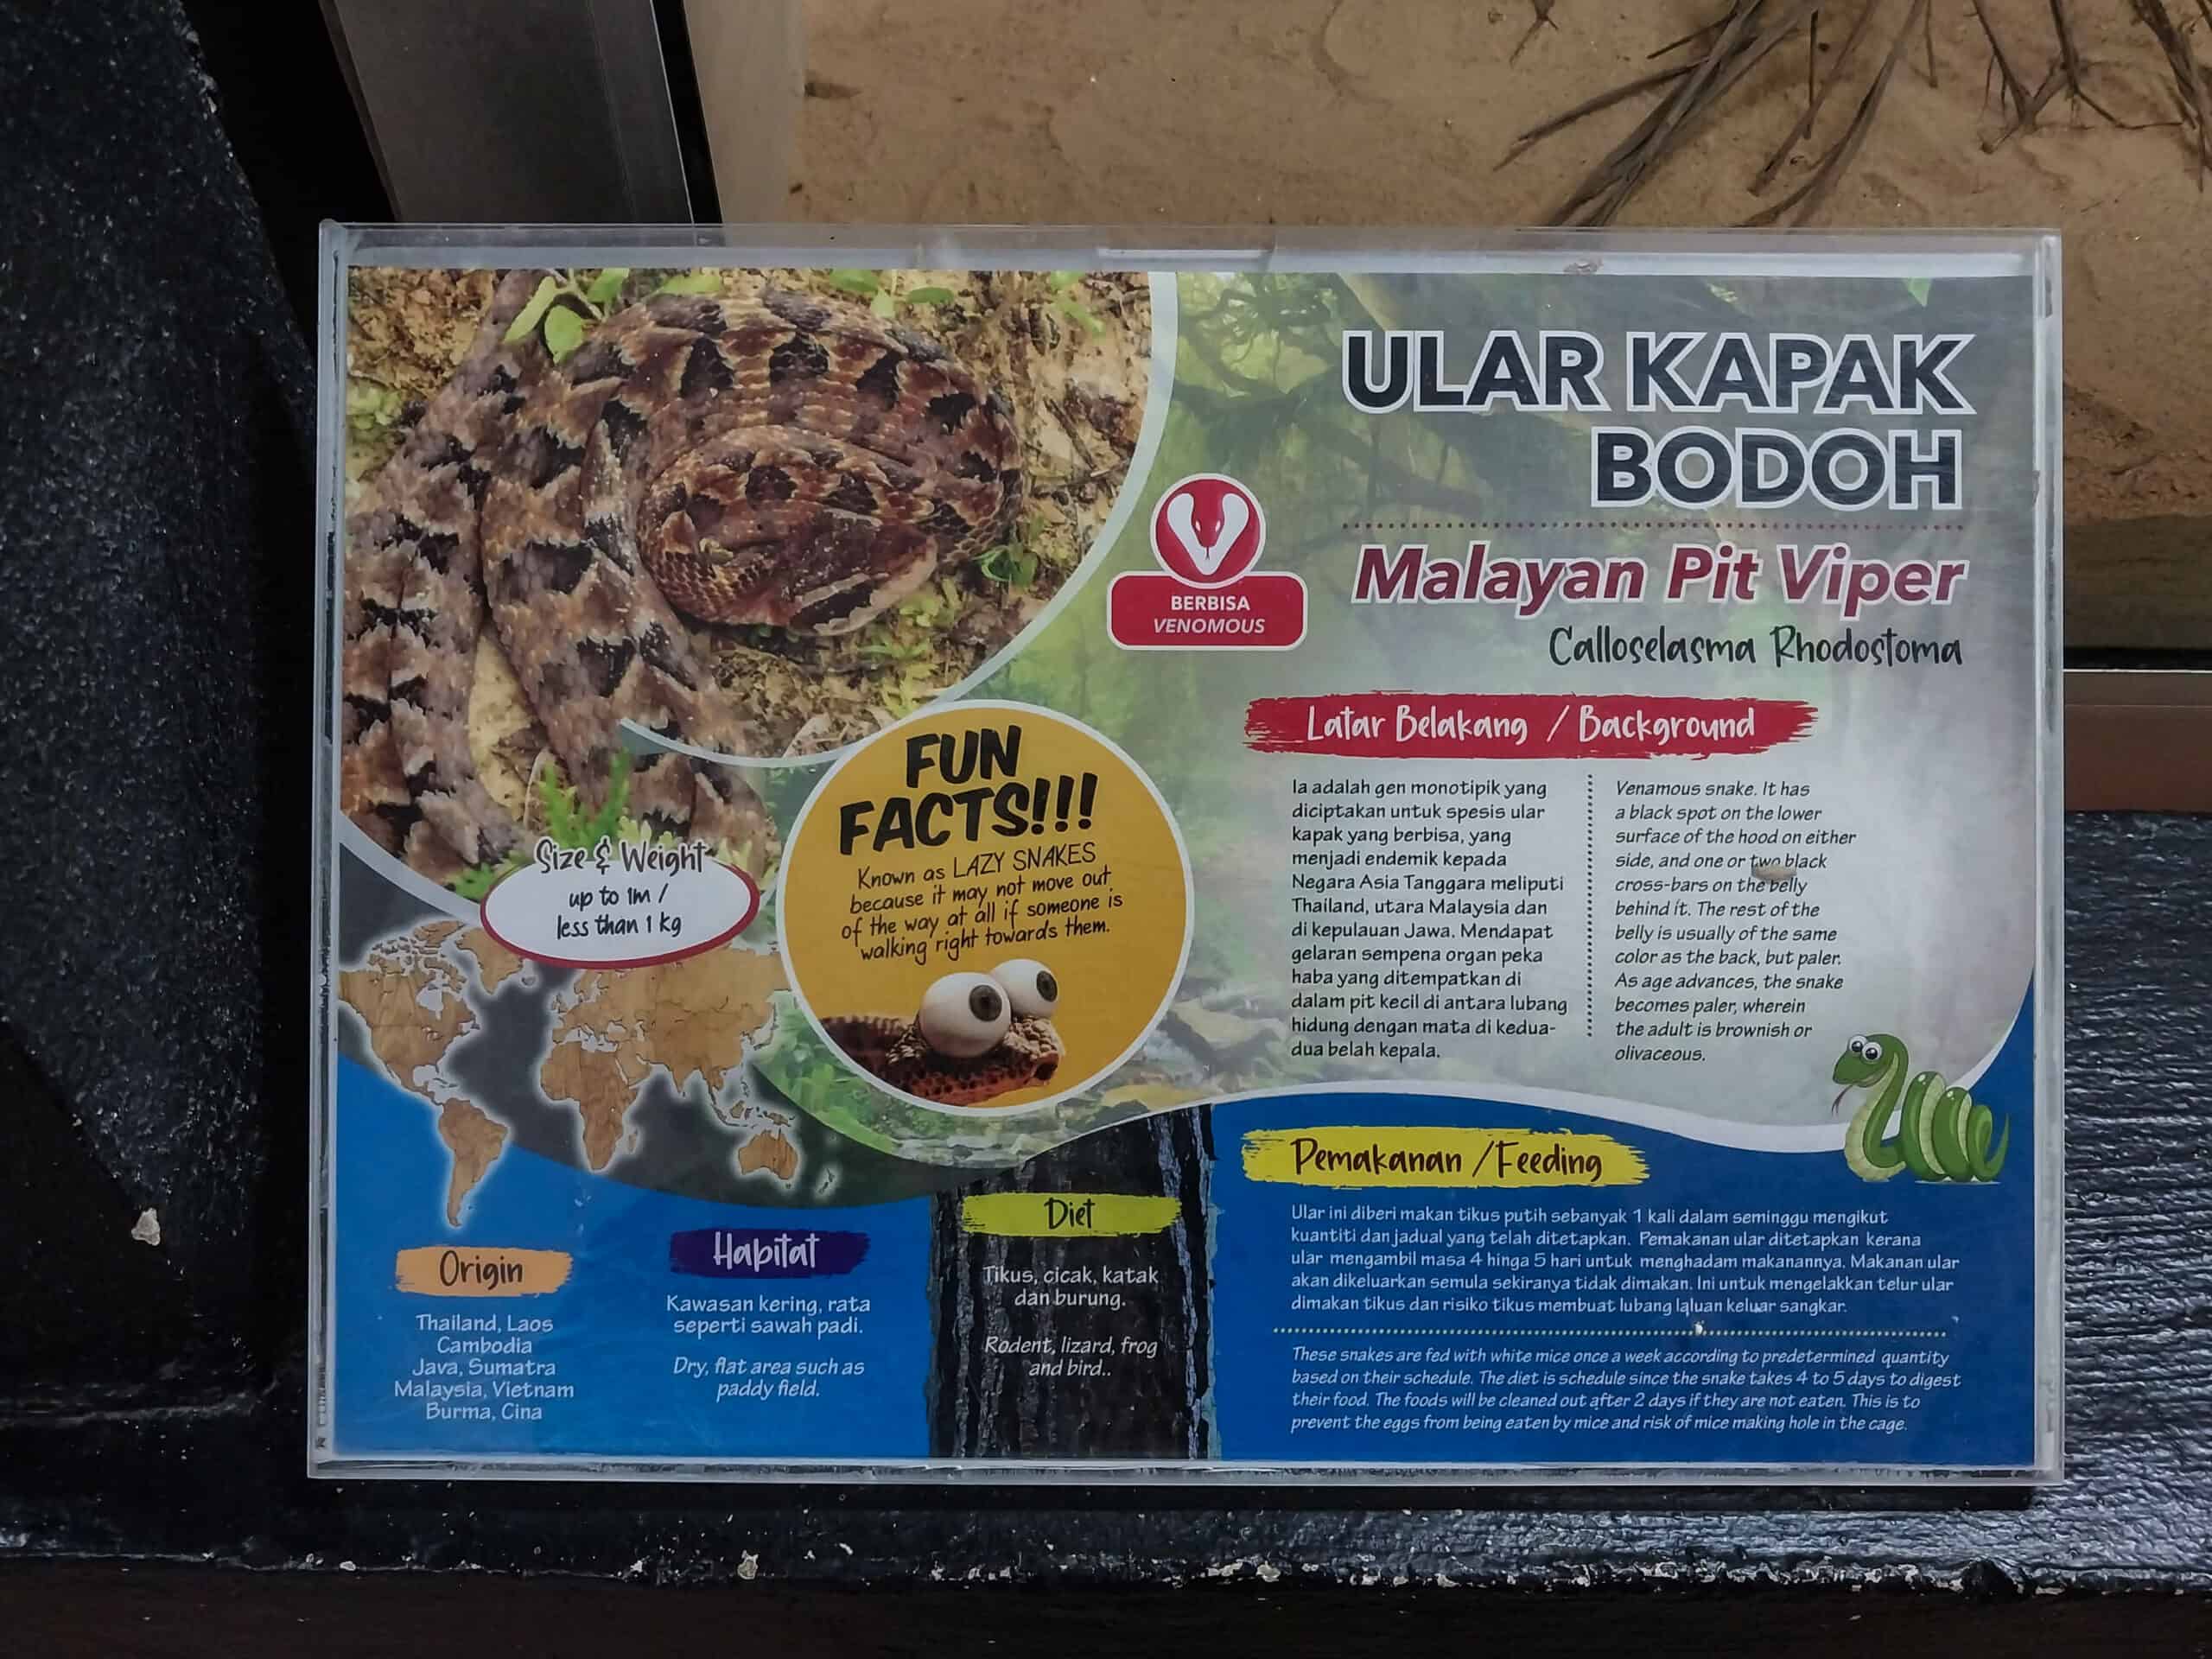 ULAR KAPAK
BODOH
Malayan Pit Viper
Calloselasma Rhodostoma
BERBISA
VENOMOUS
Latar Belakang / Background
Ia adalah gen monotipik yang
diciptakan untuk spesis ular
kapak yang berbisa, yang
menjadi endemik kepada
Negara Asia Tanggara meliputi
Thailand, utara Malaysia dan
di kepulauan Jawa. Mendapat
gelaran sempena organ peka
haba yang ditempatkan di
dalam pit kecil di antara lubang
hidung dengan mata di kedua-
dua belah kepala.
Venamous snake. It has
a black spot on the lower
surface of the hood on either
side, and one or two black
cross-bars on the belly
behind it. The rest of the
belly is usually of the same
color as the back, but paler.
As age advances, the snake
becomes paler, wherein
the adult is brownish or
olivaceous.
FUN
FACTS!!!
Known as LAZY SNAKES
because it may not move out
of the way at all if someone is
walking right towards them.
Size & Weight
up to 1m /
less than 1 kg
Origin
Thailand, Laos
Cambodia
Java, Sumatra
Malaysia, Vietnam
Burma, Cina
Habitat
Kawasan kering, rata
seperti sawah padi.
Dry, flat area such as
paddy field.
Diet
Tikus, cicak, katak
dan burung.
Rodent, lizard, frog
and bird..
Pemakanan /Feeding
Ular ini diberi makan tikus putih sebanyak 1 kali dalam seminggu mengikut
kuantiti dan jadual yang telah ditetapkan. Pemakanan ular ditetapkan kerana
ular mengambil masa 4 hinga 5 hari untuk menghadam makanannya. Makanan ular
akan dikeluarkan semula sekiranya tidak dimakan. Ini untuk mengelakkan telur ular
dimakan tikus dan risiko tikus membuat lubang laluan keluar sangkar.
These snakes are fed with white mice once a week according to predetermined quantity
based on their schedule. The diet is schedule since the snake takes 4 to 5 days to digest
their food. The foods will be cleaned out after 2 days if they are not eaten. This is to
prevent the eggs from being eaten by mice and risk of mice making hole in the cage.